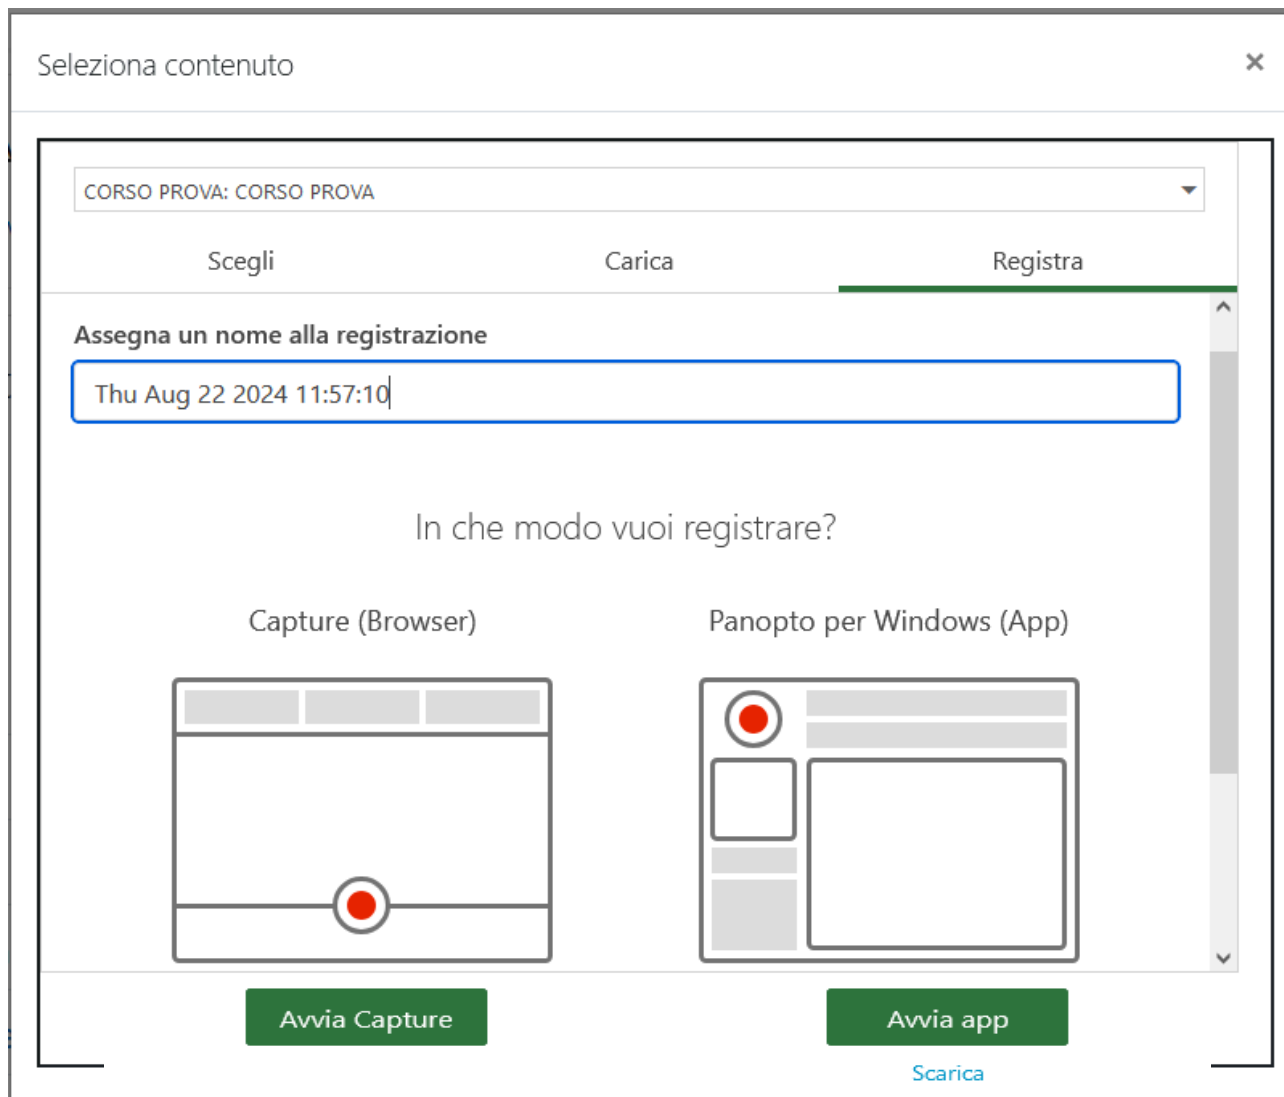 Seleziona contenuto
CORSO PROVA: CORSO PROVA
Scegli Carica Registra
Assegna un nome alla registrazione
Thu Aug 22 2024 11:57:10
In che modo vuoi registrare?
Capture (Browser) Panopto per Windows (App)
Avvia Capture Avvia app
Scarica